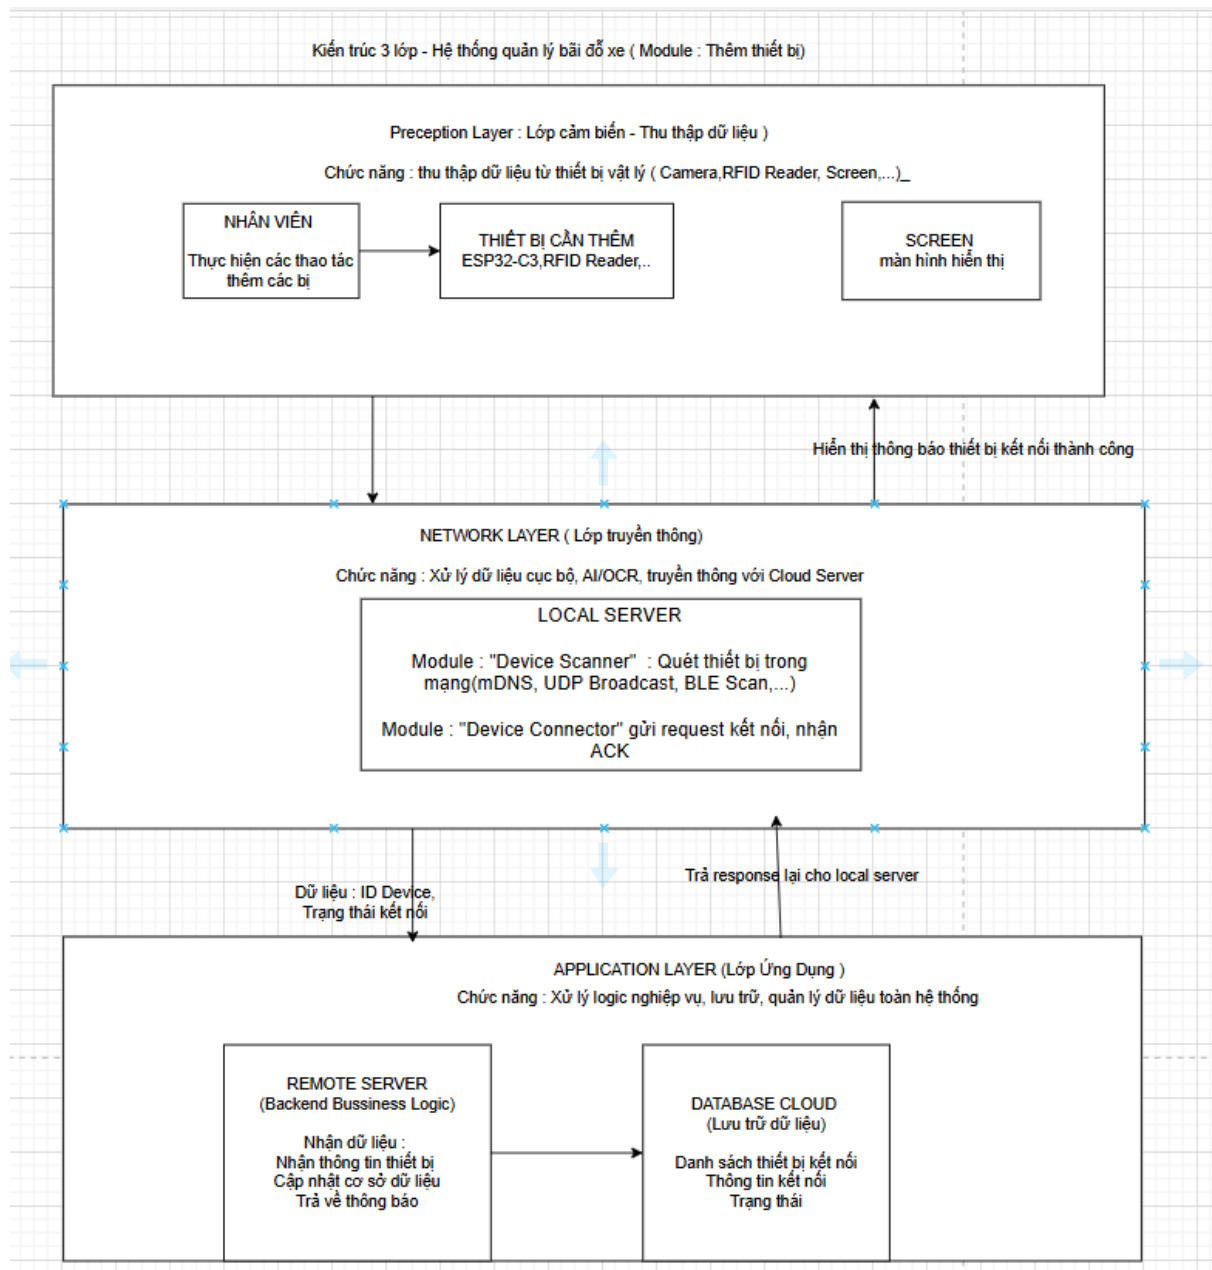 Kiến trúc 3 lớp - Hệ thống quản lý bãi đỗ xe ( Module : Thêm thiết bị)
Preception Layer : Lớp cảm biến - Thu thập dữ liệu )
Chức năng : thu thập dữ liệu từ thiết bị vật lý ( Camera,RFID Reader, Screen,...)_
NHÂN VIÊN
Thực hiện các thao tác
thêm các bị
THIẾT BỊ CẦN THÊM
ESP32-C3,RFID Reader,..
SCREEN
màn hình hiển thị
Hiển thị thông báo thiết bị kết nối thành công
NETWORK LAYER ( Lớp truyền thông)
Chức năng : Xử lý dữ liệu cục bộ, AI/OCR, truyền thông với Cloud Server
LOCAL SERVER
Module : "Device Scanner"  : Quét thiết bị trong
mạng(mDNS, UDP Broadcast, BLE Scan,...)
Module : "Device Connector" gửi request kết nối, nhận
ACK
Dữ liệu : ID Device,
Trạng thái kết nối
Trả response lại cho local server
APPLICATION LAYER (Lớp Ứng Dụng )
Chức năng : Xử lý logic nghiệp vụ, lưu trữ, quản lý dữ liệu toàn hệ thống
REMOTE SERVER
(Backend Bussiness Logic)
Nhận dữ liệu :
Nhận thông tin thiết bị
Cập nhật cơ sở dữ liệu
Trả về thông báo
DATABASE CLOUD
(Lưu trữ dữ liệu)
Danh sách thiết bị kết nối
Thông tin kết nối
Trạng thái